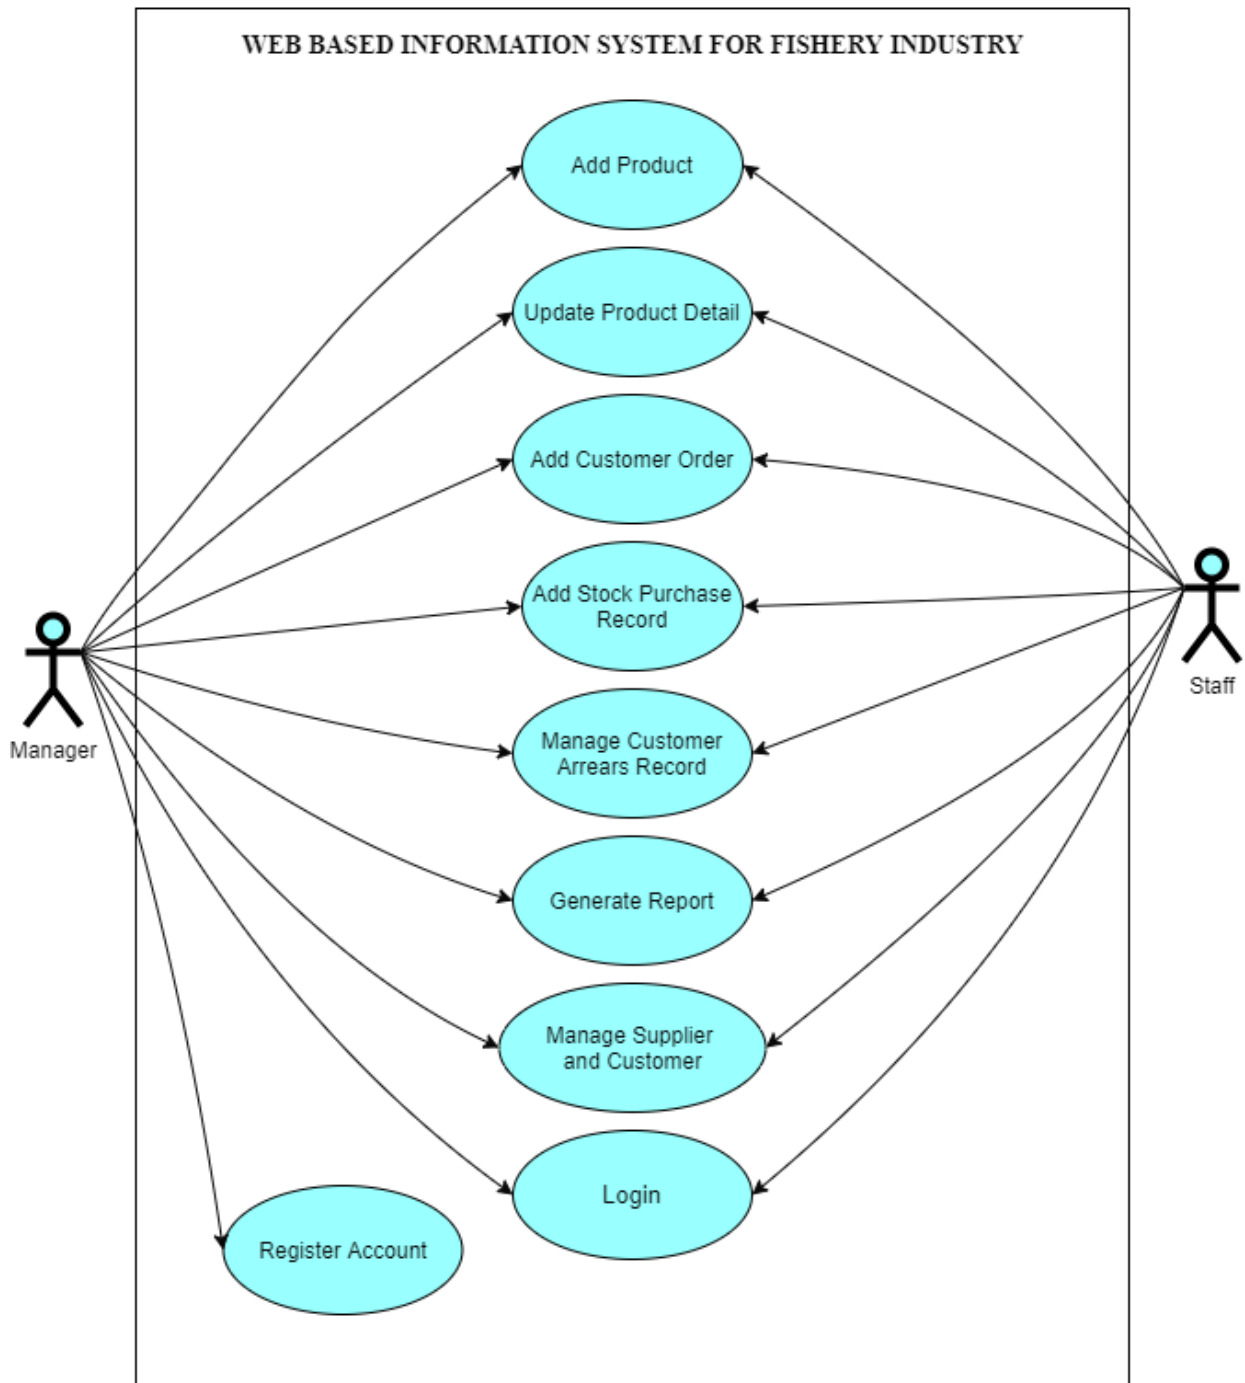 WEB BASED INFORMATION SYSTEM FOR FISHERY INDUSTRY
Add Product
Update Product Detail
Add Customer Order
Add Stock Purchase
Record
Staff
Manager
Manage Customer
Arrears Record
Generate Report
Manage Supplier
and Customer
Login
Register Account